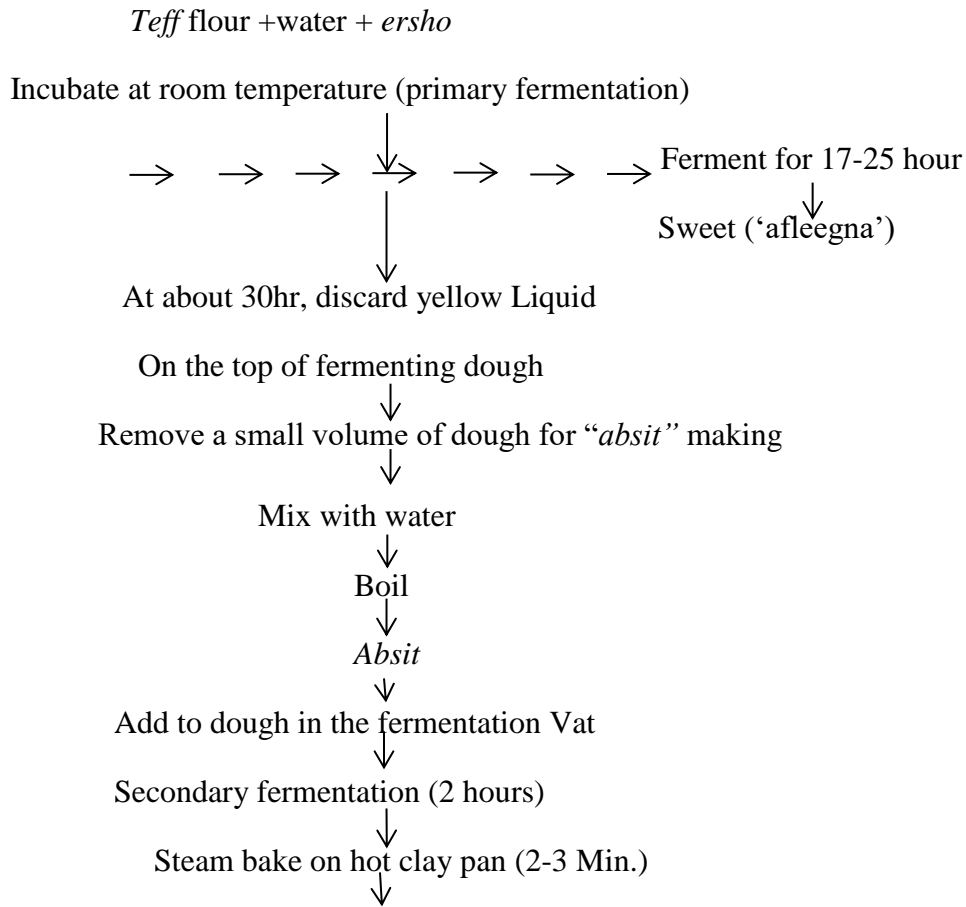 Teff flour +water + ersho
Incubate at room temperature (primary fermentation)
Ferment for 17-25 hour
Sweet (‘afleegna’)
At about 30hr, discard yellow Liquid
On the top of fermenting dough
Remove a small volume of dough for “absit” making
Mix with water
Boil
Absit
Add to dough in the fermentation Vat
Secondary fermentation (2 hours)
Steam bake on hot clay pan (2-3 Min.)